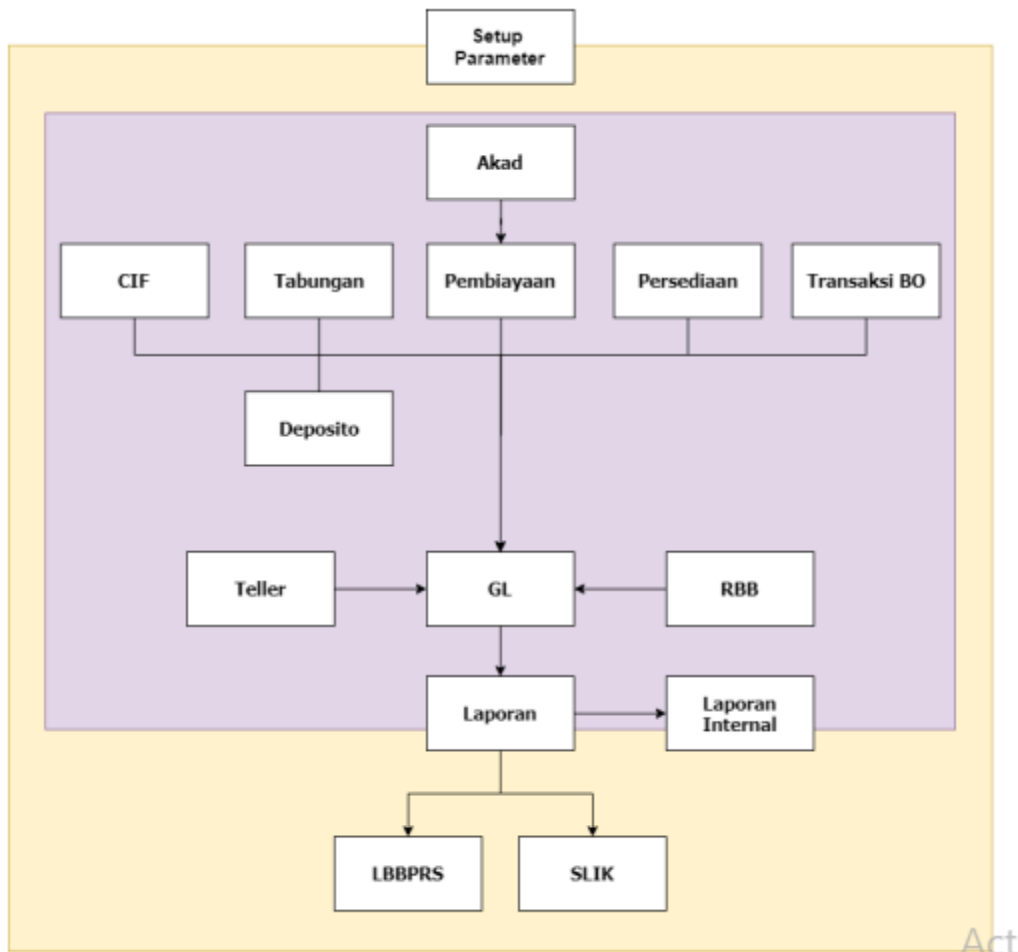 Setup
Parameter
Akad
CIF
Tabungan
Pembiayaan
Persediaan
Transaksi BO
Deposito
Teller
GL
RBB
Laporan
Laporan
Internal
LBBPRS
SLIK
Act